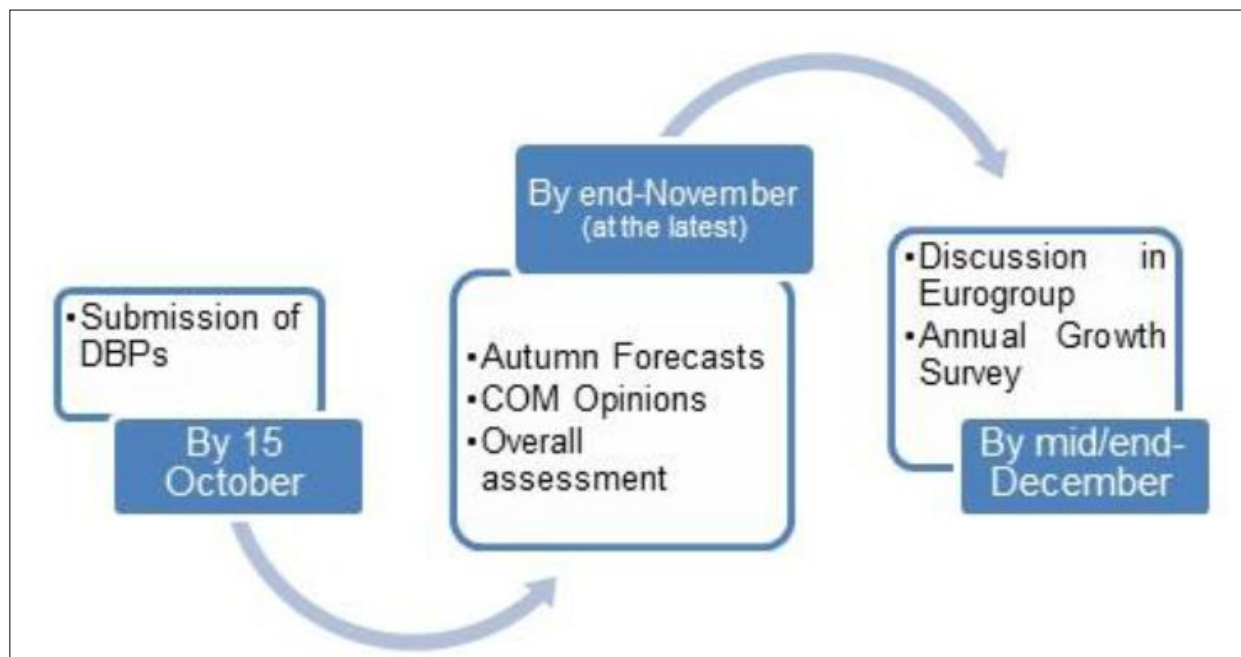 •Submission of
DBPs
By 15
October
By end-November
(at the latest)
•Autumn Forecasts
•COM Opinions
•Overall
assessment
•Discussion in
Eurogroup
•Annual Growth
Survey
By mid/end-
December